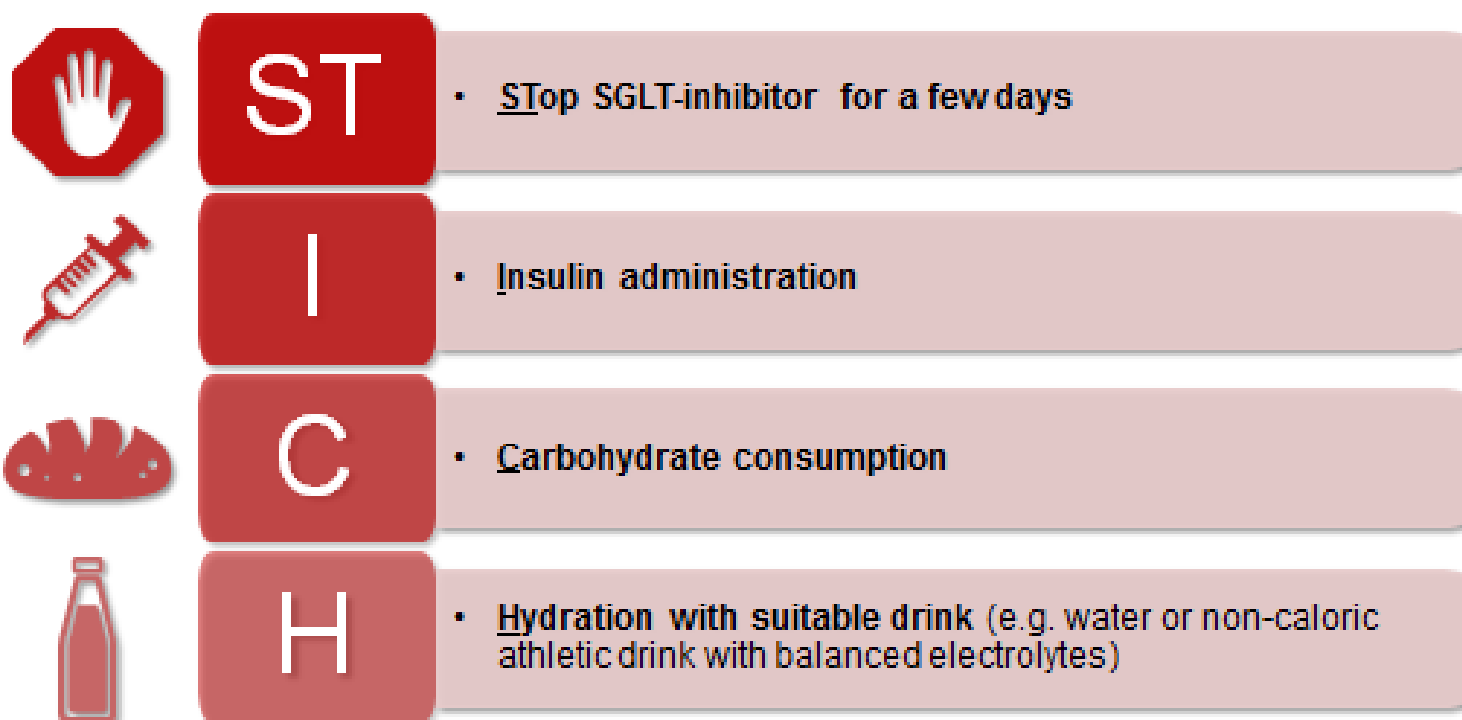 ST
• STop SGLT-inhibitor for a few days
I
• Insulin administration
C
• Carbohydrate consumption
H
• Hydration with suitable drink (e.g. water or non-caloric
athletic drink with balanced electrolytes)